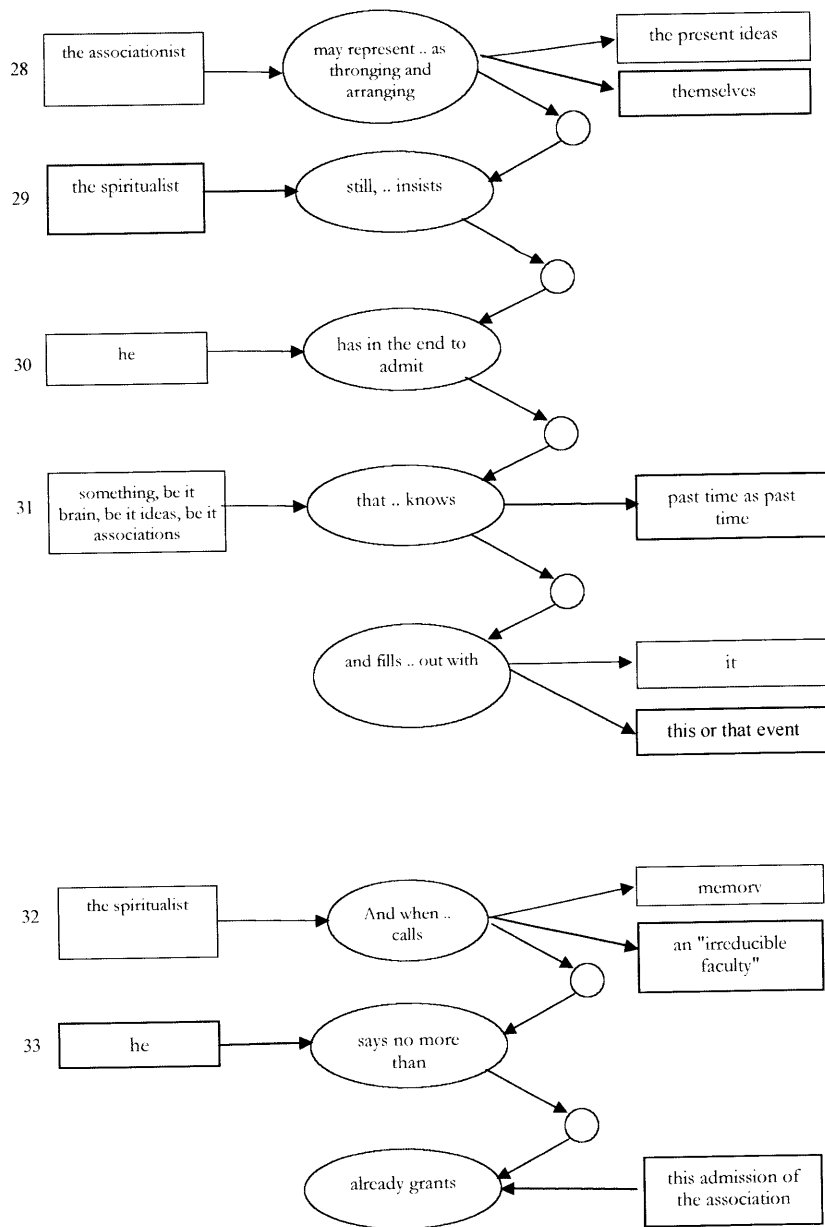 28
the associationist
may represent .. as
thronging and
arranging
the present ideas
themselves
29
the spiritualist
still, .. insists
30
he
has in the end to
admit
31
something, be it
brain, be it ideas, be it
associations
that .. knows
past time as past
time
and fills .. out with
it
this or that event
32
the spiritualist
And when ..
calls
memory
an "irreducible
faculty"
33
he
says no more
than
already grants
this admission of
the association